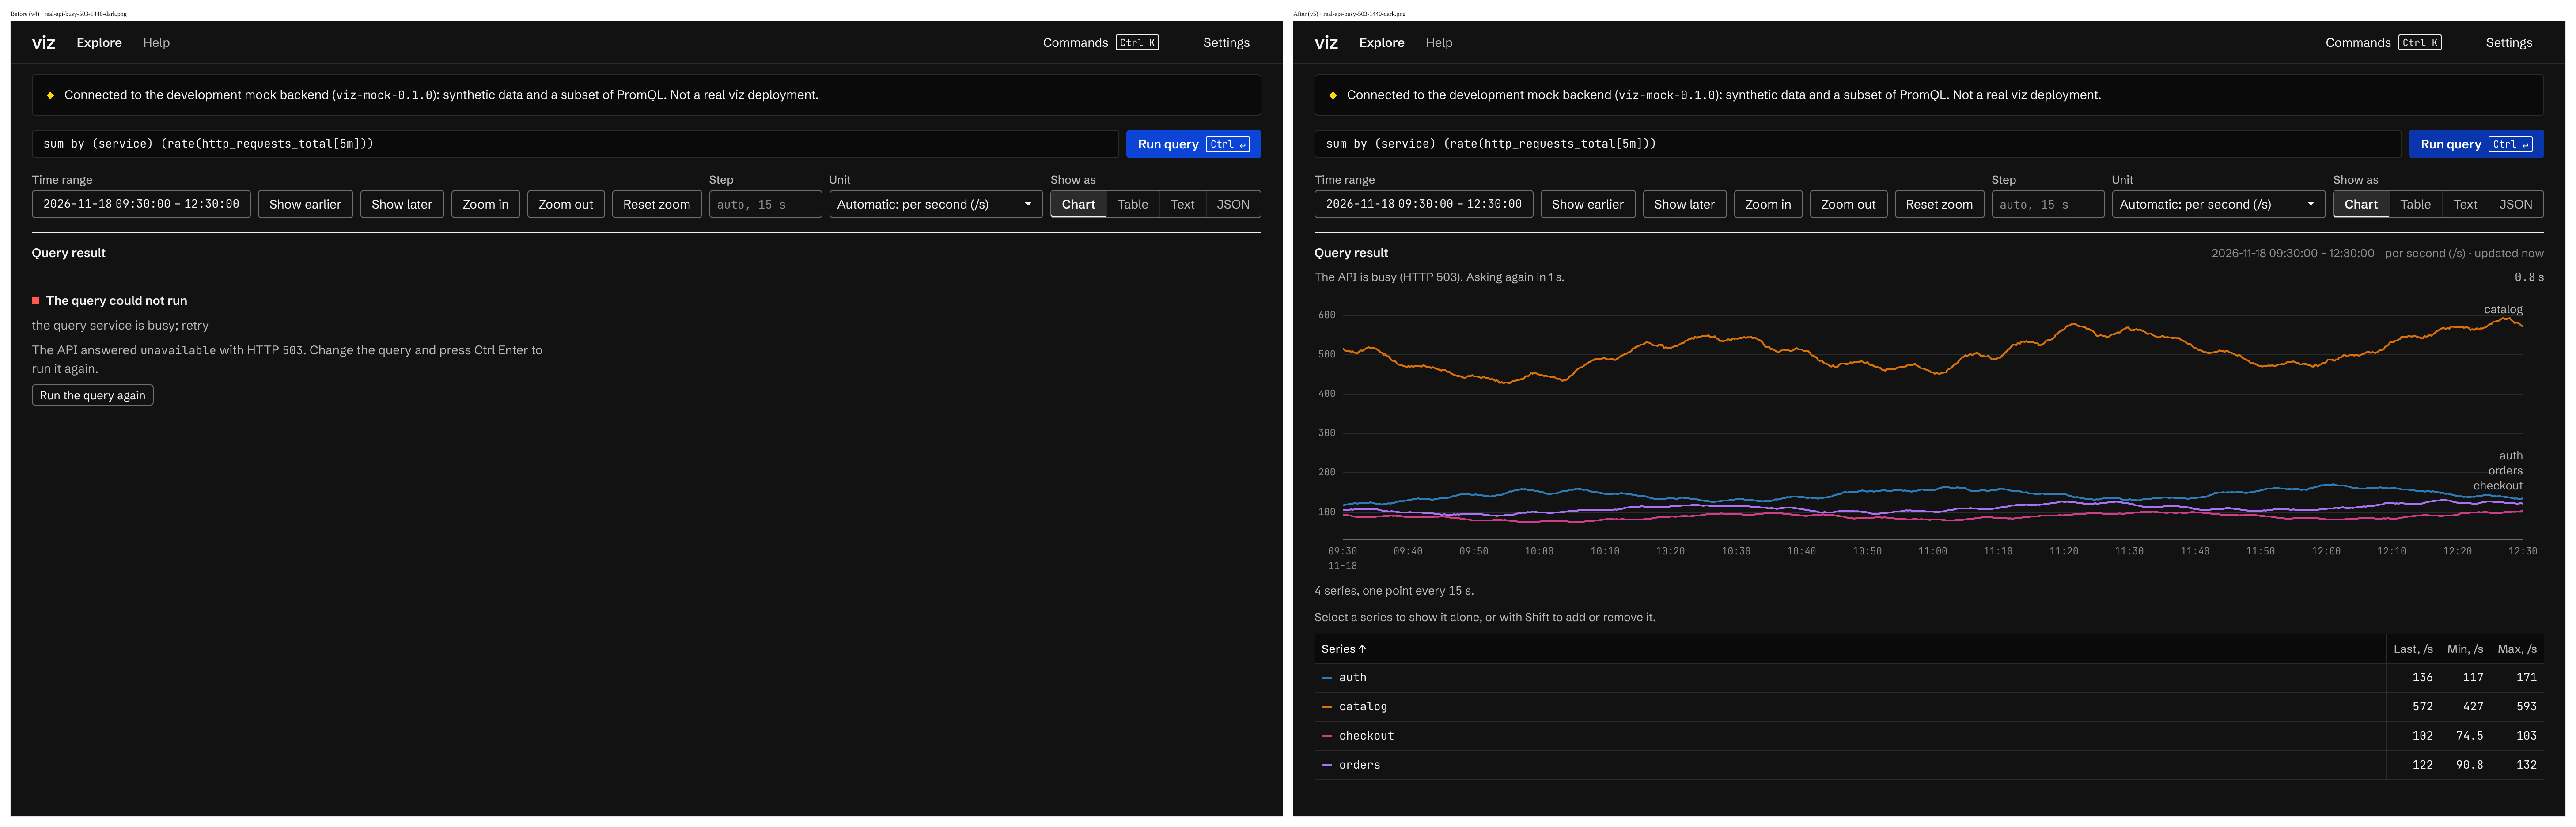 Before (v4) · real-api-busy-503-1440-dark.png
viz Explore Help Commands Ctrl K Settings
Connected to the development mock backend (viz-mock-0.1.0): synthetic data and a subset of PromQL. Not a real viz deployment.
sum by (service) (rate(http_requests_total[5m])) Run query Ctrl ↵
Time range Step Unit Show as
2026-11-18 09:30:00 – 12:30:00 Show earlier Show later Zoom in Zoom out Reset zoom auto, 15 s Automatic: per second (/s) Chart Table Text JSON
Query result
The query could not run
the query service is busy; retry
The API answered unavailable with HTTP 503. Change the query and press Ctrl Enter to
run it again.
Run the query again
After (v5) · real-api-busy-503-1440-dark.png
viz Explore Help Commands Ctrl K Settings
Connected to the development mock backend (viz-mock-0.1.0): synthetic data and a subset of PromQL. Not a real viz deployment.
sum by (service) (rate(http_requests_total[5m])) Run query Ctrl ↵
Time range Step Unit Show as
2026-11-18 09:30:00 – 12:30:00 Show earlier Show later Zoom in Zoom out Reset zoom auto, 15 s Automatic: per second (/s) Chart Table Text JSON
Query result 2026-11-18 09:30:00 – 12:30:00 per second (/s) · updated now
The API is busy (HTTP 503). Asking again in 1 s. 0.8 s
catalog
600
500
400
300
auth
200 orders
checkout
100
09:30 09:40 09:50 10:00 10:10 10:20 10:30 10:40 10:50 11:00 11:10 11:20 11:30 11:40 11:50 12:00 12:10 12:20 12:30
11-18
4 series, one point every 15 s.
Select a series to show it alone, or with Shift to add or remove it.
Series ↑ Last, /s Min, /s Max, /s
auth 136 117 171
catalog 572 427 593
checkout 102 74.5 103
orders 122 90.8 132